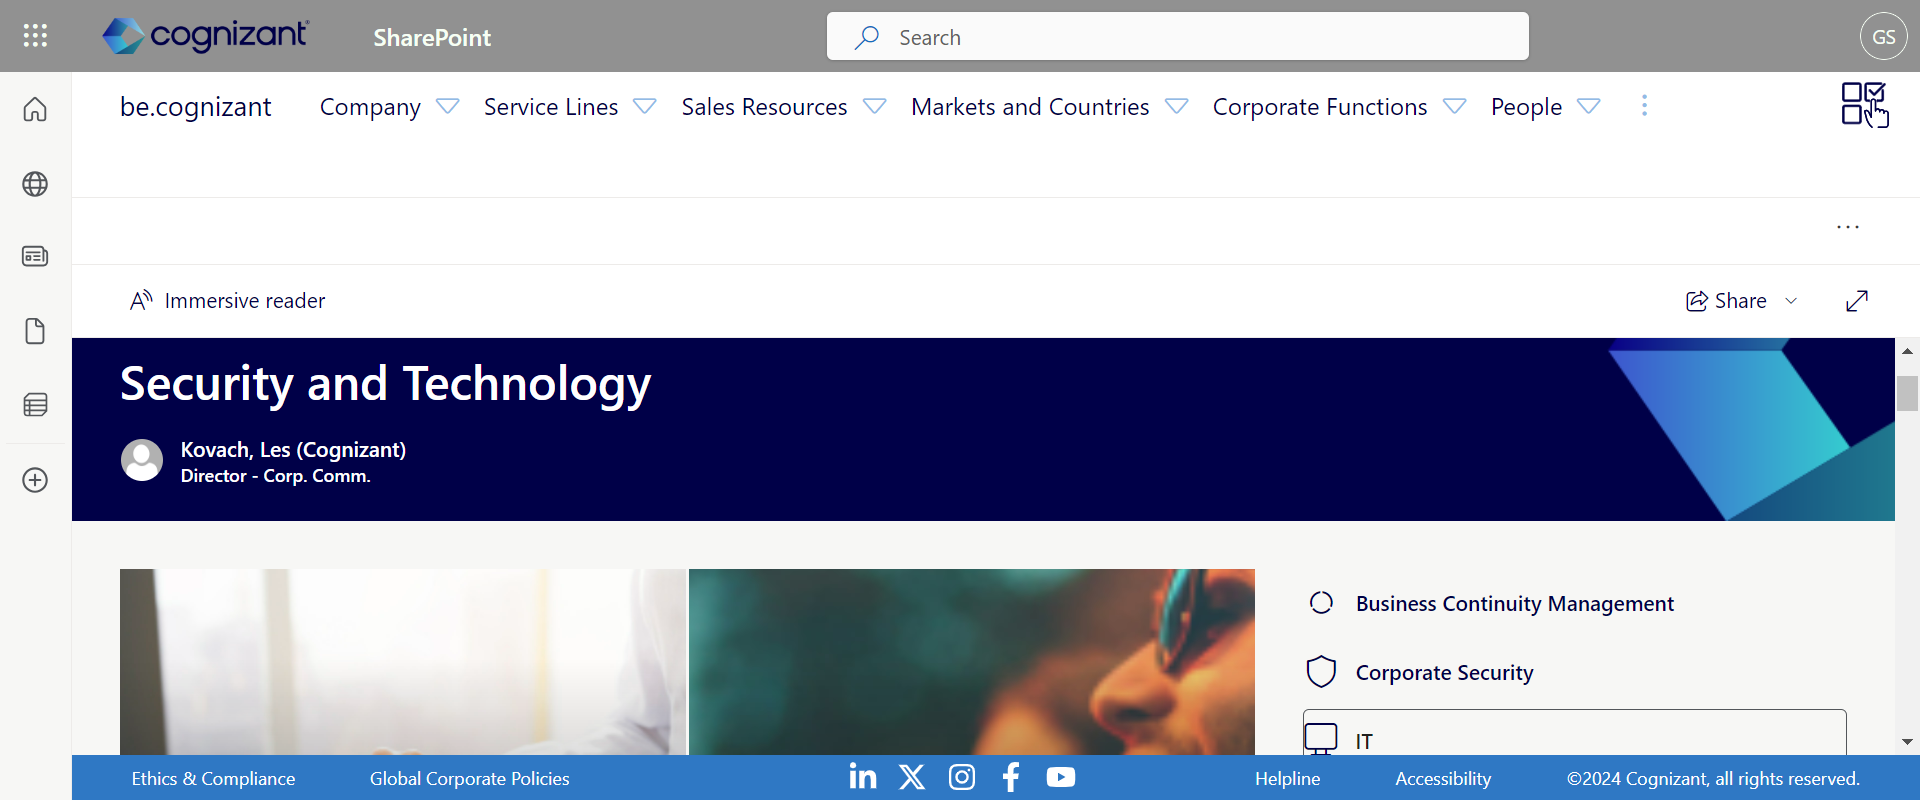 cognizant
SharePoint
Search
GS
be.cognizant
Company
Service Lines
Sales Resources
Markets and Countries
Corporate Functions
People
Immersive reader
Share
Security and Technology
Kovach, Les (Cognizant)
Director - Corp. Comm.
Business Continuity Management
Corporate Security
IT
Ethics & Compliance
Global Corporate Policies
Helpline
Accessibility
©2024 Cognizant, all rights reserved.